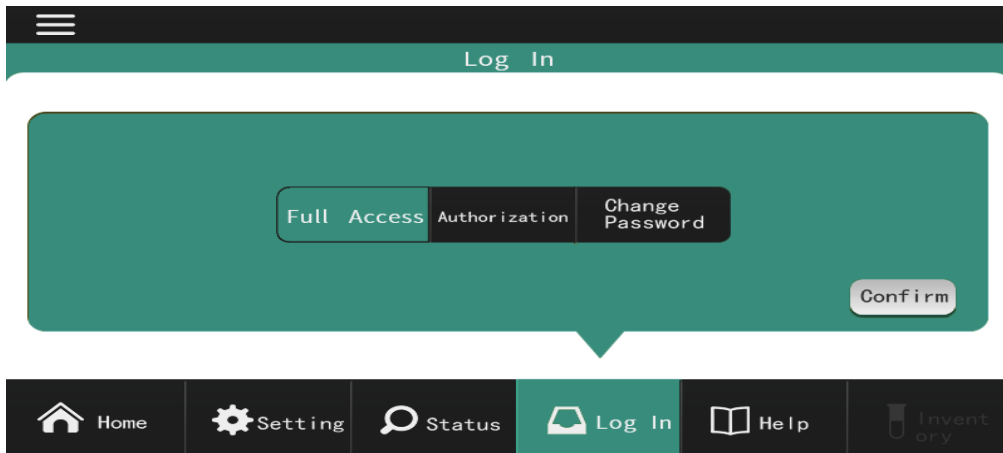 Log In
Full Access
Authorization
Change
Password
Confirm
Home
Setting
Status
Log In
Help
Invent
ory